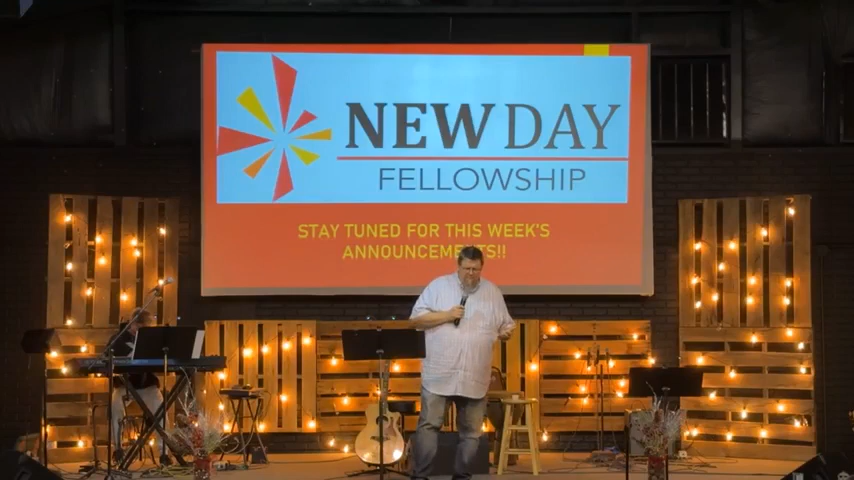 NEW DAY
FELLOWSHIP
STAY TUNED FOR THIS WEEK'S
ANNOUNCEMENTS!!